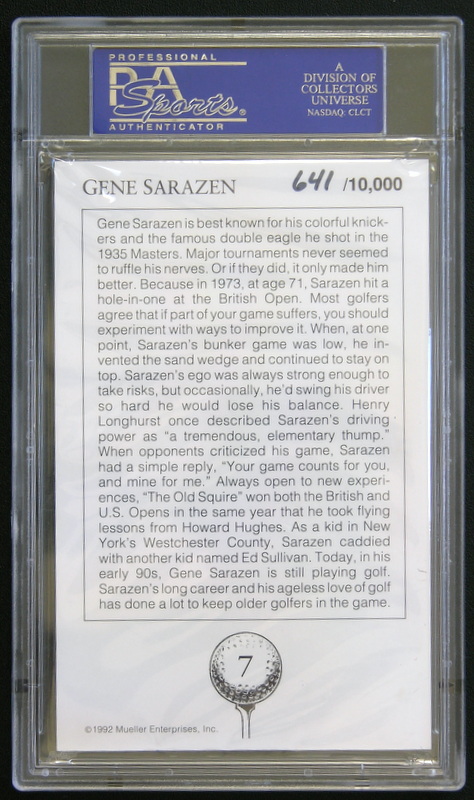 PROFESSIONAL
PSA
Sports®
AUTHENTICATOR
A
DIVISION OF
COLLECTORS
UNIVERSE
NASDAQ: CLCT
GENE SARAZEN 641 /10,000
Gene Sarazen is best known for his colorful knick-
ers and the famous double eagle he shot in the
1935 Masters. Major tournaments never seemed
to ruffle his nerves. Or if they did, it only made him
better. Because in 1973, at age 71, Sarazen hit a
hole-in-one at the British Open. Most golfers
agree that if part of your game suffers, you should
experiment with ways to improve it. When, at one
point, Sarazen's bunker game was low, he in-
vented the sand wedge and continued to stay on
top. Sarazen's ego was always strong enough to
take risks, but occasionally, he'd swing his driver
so hard he would lose his balance. Henry
Longhurst once described Sarazen's driving
power as "a tremendous, elementary thump."
When opponents criticized his game, Sarazen
had a simple reply, "Your game counts for you,
and mine for me." Always open to new experi-
ences, "The Old Squire" won both the British and
U.S. Opens in the same year that he took flying
lessons from Howard Hughes. As a kid in New
York's Westchester County, Sarazen caddied
with another kid named Ed Sullivan. Today, in his
early 90s, Gene Sarazen is still playing golf.
Sarazen's long career and his ageless love of golf
has done a lot to keep older golfers in the game.
7
©1992 Mueller Enterprises, Inc.